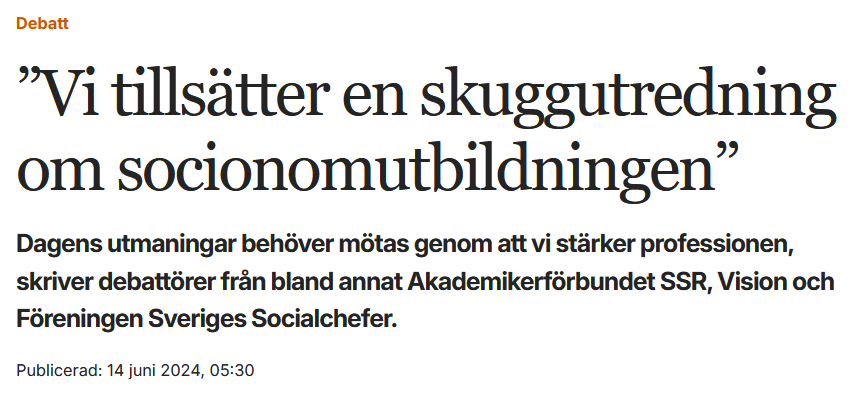 Debatt
”Vi tillsätter en skuggutredning
om socionomutbildningen”
Dagens utmaningar behöver mötas genom att vi stärker professionen,
skriver debattörer från bland annat Akademikerförbundet SSR, Vision och
Föreningen Sveriges Socialchefer.
Publicerad: 14 juni 2024, 05:30